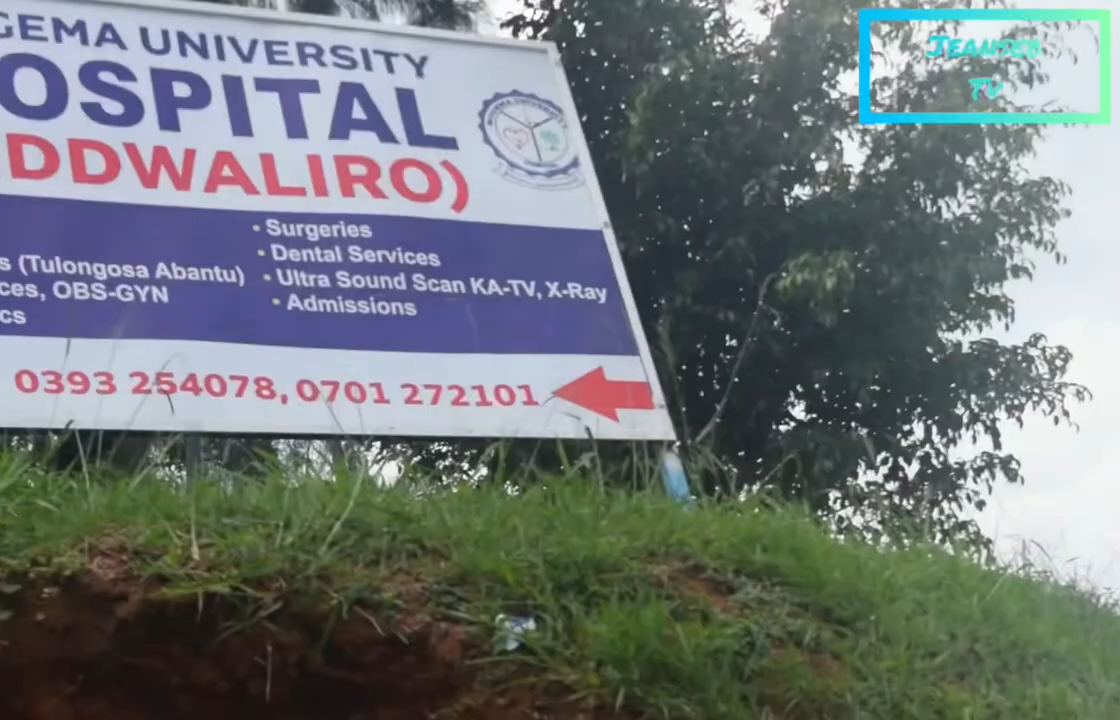 GEMA UNIVERSITY
OSPITAL
DDWALIRO)
s (Tulongosa Abantu)
ces, OBS-GYN
cs
• Surgeries
• Dental Services
• Ultra Sound Scan KA-TV, X-Ray
• Admissions
0393 254078, 0701 272101
TV